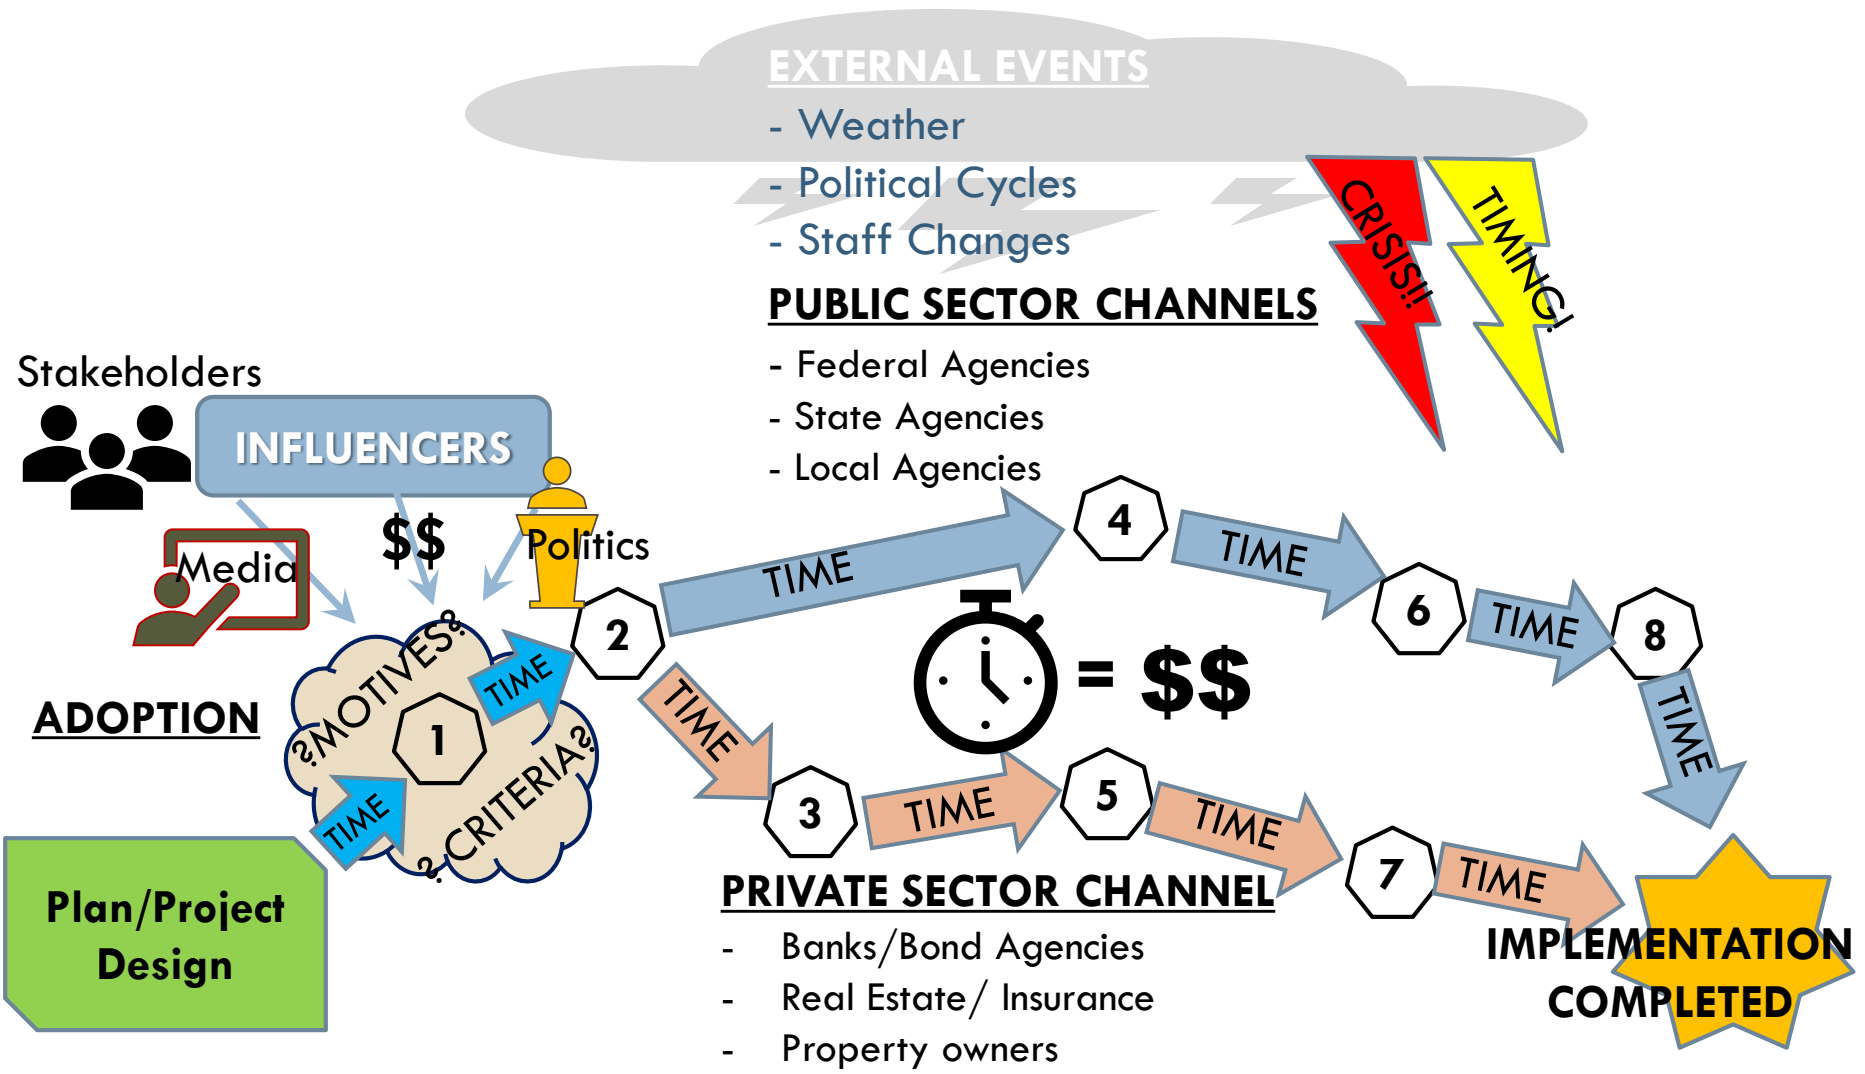 EXTERNAL EVENTS
- Weather
- Political Cycles
- Staff Changes
CRISIS!!
TIMING!
PUBLIC SECTOR CHANNELS
- Federal Agencies
- State Agencies
- Local Agencies
Stakeholders
INFLUENCERS
$$
Media
Politics
ADOPTION
?MOTIVES?
? CRITERIA?
Plan/Project
Design
TIME
1
TIME
2
TIME
4
TIME
6
TIME
8
TIME
= $$
TIME
3
TIME
5
TIME
7
TIME
PRIVATE SECTOR CHANNEL
- Banks/Bond Agencies
- Real Estate/ Insurance
- Property owners
IMPLEMENTATION
COMPLETED